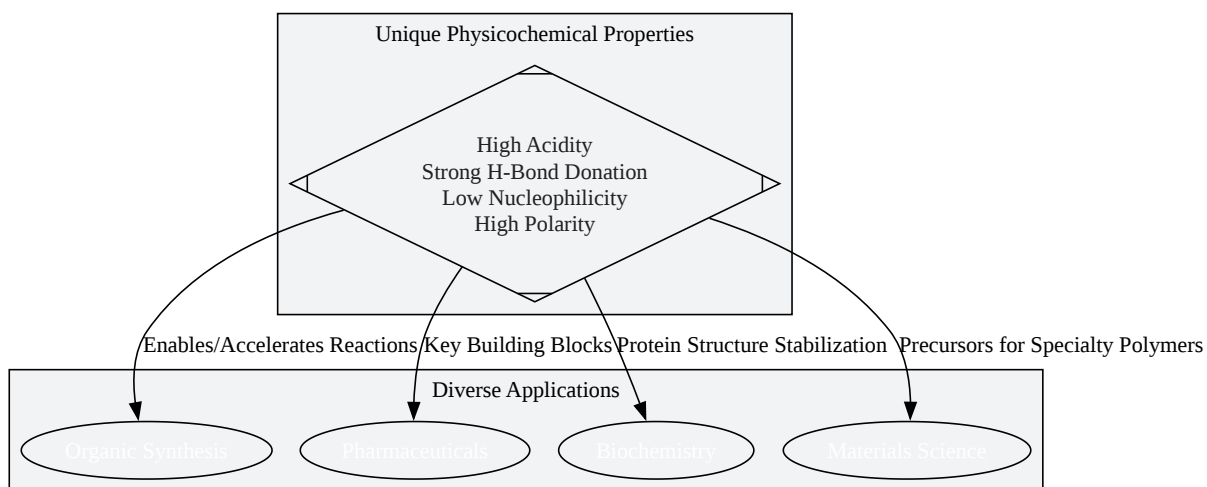 Unique Physicochemical Properties
High Acidity
Strong H-Bond Donation
Low Nucleophilicity
High Polarity
Enables/Accelerates Reactions
Key Building Blocks
Protein Structure Stabilization
Precursors for Specialty Polymers
Diverse Applications
Organic Synthesis
Pharmaceuticals
Biochemistry
Materials Science